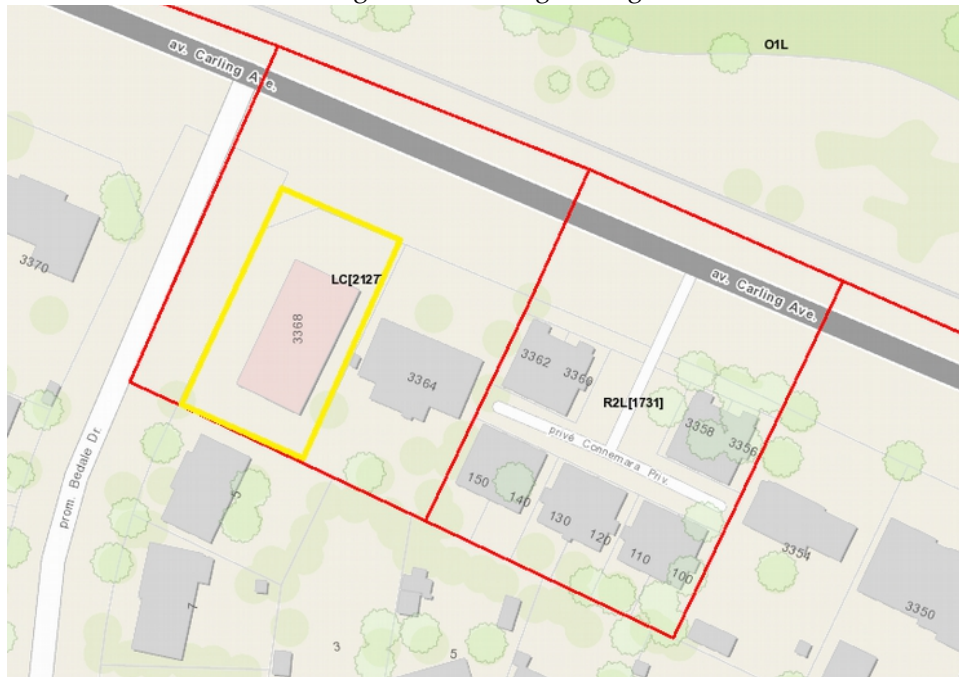 O1L
av. Carling Ave.
3370
LC[2127
3368
av. Carling Ave.
3364
3362
3360
R2L[1731]
3358
3356
privé Connemara Priv.
prom. Bedale Dr.
5
150
140
130
120
110
100
3354
3350
7
3
5